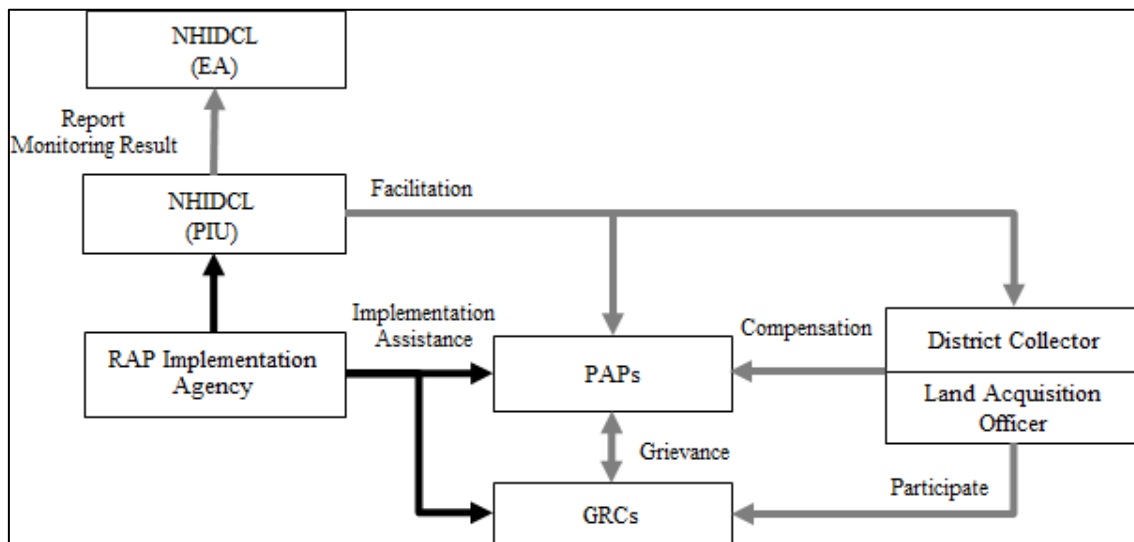 NHIDCL
(EA)
Report
Monitoring Result
NHIDCL
(PIU)
Facilitation
RAP Implementation
Agency
Implementation
Assistance
PAPs
Compensation
District Collector
Land Acquisition
Officer
Grievance
GRCs
Participate